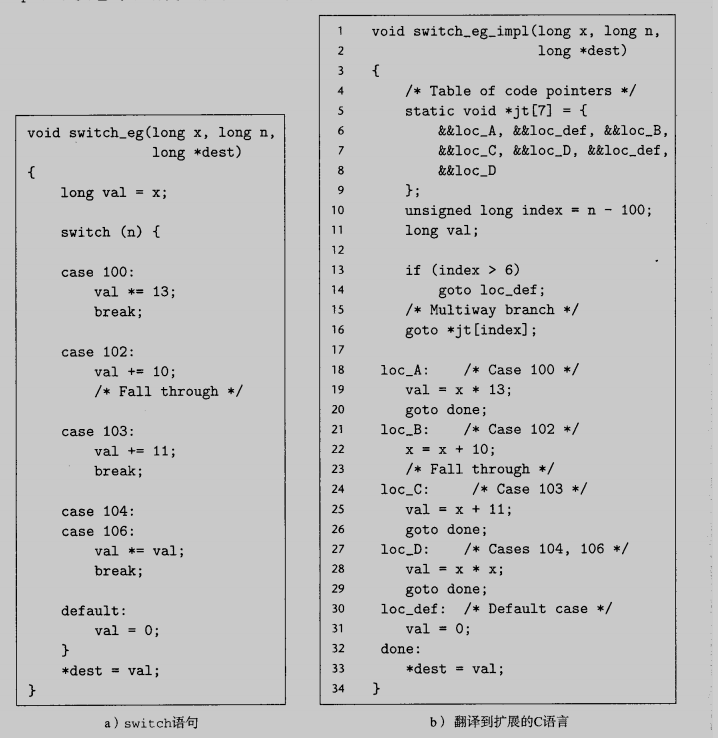 void switch_eg(long x, long n,
               long *dest)
{
    long val = x;

    switch (n) {

    case 100:
        val *= 13;
        break;

    case 102:
        val += 10;
        /* Fall through */

    case 103:
        val += 11;
        break;

    case 104:
    case 106:
        val *= val;
        break;

    default:
        val = 0;
    }
    *dest = val;
}
a) switch语句
1    void switch_eg_impl(long x, long n,
2                        long *dest)
3    {
4        /* Table of code pointers */
5        static void *jt[7] = {
6            &&loc_A, &&loc_def, &&loc_B,
7            &&loc_C, &&loc_D, &&loc_def,
8            &&loc_D
9        };
10       unsigned long index = n - 100;
11       long val;
12
13       if (index > 6)
14           goto loc_def;
15       /* Multiway branch */
16       goto *jt[index];
17
18    loc_A:    /* Case 100 */
19       val = x * 13;
20       goto done;
21    loc_B:    /* Case 102 */
22       x = x + 10;
23       /* Fall through */
24    loc_C:     /* Case 103 */
25       val = x + 11;
26       goto done;
27    loc_D:    /* Cases 104, 106 */
28       val = x * x;
29       goto done;
30    loc_def:  /* Default case */
31       val = 0;
32    done:
33       *dest = val;
34   }
b) 翻译到扩展的C语言